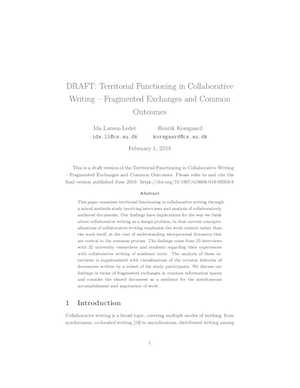 DRAFT: Territorial Functioning in Collaborative
Writing – Fragmented Exchanges and Common
Outcomes
Ida Larsen-Ledet Henrik Korsgaard
ida.ll@cs.au.dk korsgaard@cs.au.dk
February 1, 2019
This is a draft version of the Territorial Functioning in Collaborative Writing
– Fragmented Exchanges and Common Outcomes. Please refer to and cite the
final version published June 2019: https://doi.org/10.1007/s10606-019-09359-8
Abstract
This paper examines territorial functioning in collaborative writing through
a mixed methods study involving interviews and analysis of collaboratively
authored documents. Our findings have implications for the way we think
about collaborative writing as a design problem, in that current conceptu-
alizations of collaborative writing emphasize the work context rather than
the work itself, at the cost of understanding interpersonal dynamics that
are central to the process. The findings come from 23 interviews
with 32 university researchers and students regarding their experiences
with collaborative writing of academic texts. The analysis of these in-
terviews is supplemented with visualizations of the revision histories of
documents written by a subset of the study participants. We discuss our
findings in terms of fragmented exchanges in common information spaces
and consider the shared document as a mediator for the simultaneous
accomplishment and negotiation of work.
1 Introduction
Collaborative writing is a broad topic, covering multiple modes of working, from
synchronous, co-located writing to asynchronous, distributed writing among
1